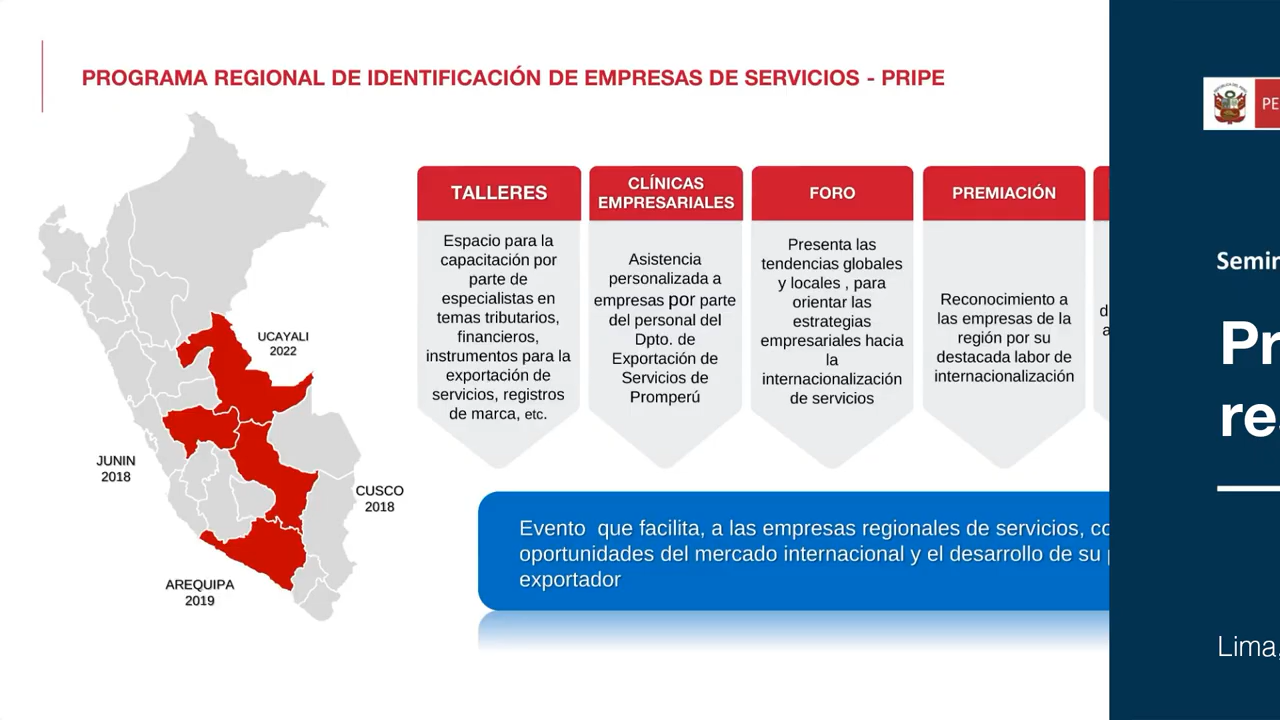 PROGRAMA REGIONAL DE IDENTIFICACIÓN DE EMPRESAS DE SERVICIOS - PRIPE
UCAYALI
2022
JUNIN
2018
CUSCO
2018
AREQUIPA
2019
TALLERES
Espacio para la
capacitación por
parte de
especialistas en
temas tributarios,
financieros,
instrumentos para la
exportación de
servicios, registros
de marca, etc.
CLÍNICAS
EMPRESARIALES
Asistencia
personalizada a
empresas por parte
del personal del
Dpto. de
Exportación de
Servicios de
Promperú
FORO
Presenta las
tendencias globales
y locales , para
orientar las
estrategias
empresariales hacia
la
internacionalización
de servicios
PREMIACIÓN
Reconocimiento a
las empresas de la
región por su
destacada labor de
internacionalización
Evento que facilita, a las empresas regionales de servicios,
oportunidades del mercado internacional y el desarrollo de su
exportador
PE
Semin
Pr
re
Lima,